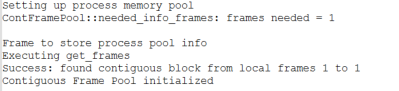 Setting up process memory pool
ContFramePool::needed_info_frames: frames needed = 1
Frame to store process pool info
Executing get_frames
Success: found contiguous block from local frames 1 to 1
Contiguous Frame Pool initialized